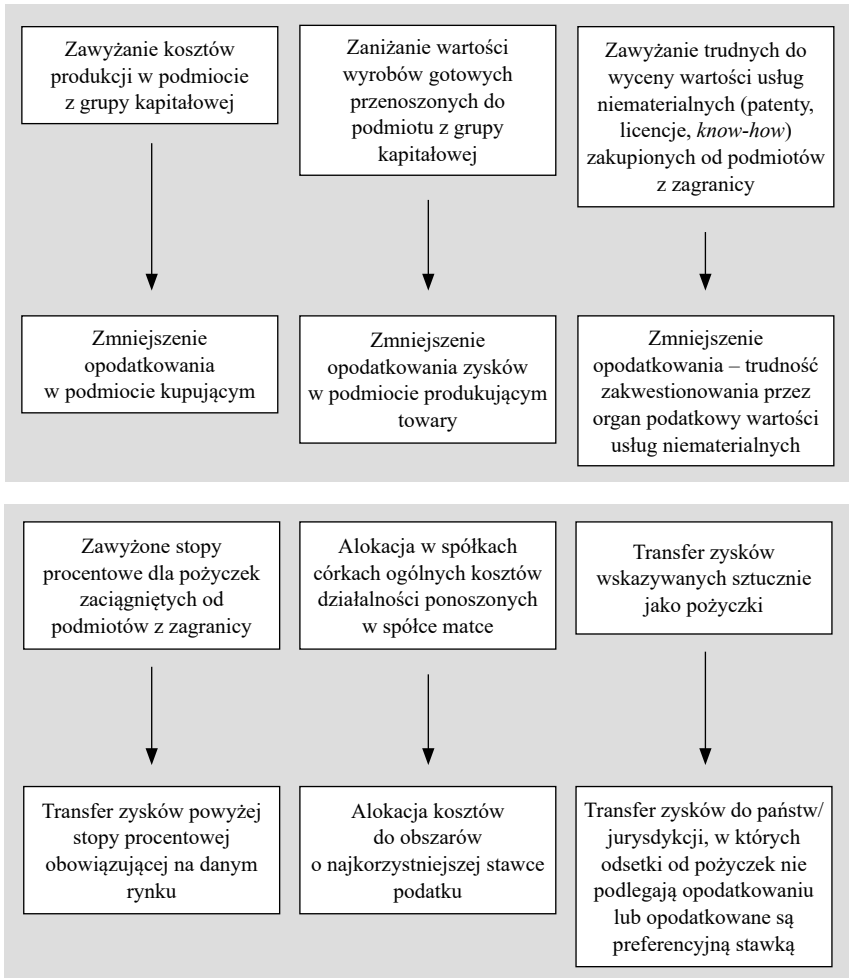 Zawyżanie kosztów
produkcji w podmiocie
z grupy kapitałowej
Zaniżanie wartości
wyrobów gotowych
przenoszonych do
podmiotu z grupy
kapitałowej
Zawyżanie trudnych do
wyceny wartości usług
niematerialnych (patenty,
licencje, know-how)
zakupionych od podmiotów
z zagranicy
Zmniejszenie
opodatkowania
w podmiocie kupującym
Zmniejszenie
opodatkowania zysków
w podmiocie produkującym
towary
Zmniejszenie
opodatkowania – trudność
zakwestionowania przez
organ podatkowy wartości
usług niematerialnych
Zawyżone stopy
procentowe dla pożyczek
zaciągniętych od
podmiotów z zagranicy
Alokacja w spółkach
córkach ogólnych kosztów
działalności ponoszonych
w spółce matce
Transfer zysków
wskazywanych sztucznie
jako pożyczki
Transfer zysków powyżej
stopy procentowej
obowiązującej na danym
rynku
Alokacja kosztów
do obszarów
o najkorzystniejszej stawce
podatku
Transfer zysków do państw/
jurysdykcji, w których
odsetki od pożyczek nie
podlegają opodatkowaniu
lub opodatkowane są
preferencyjną stawką